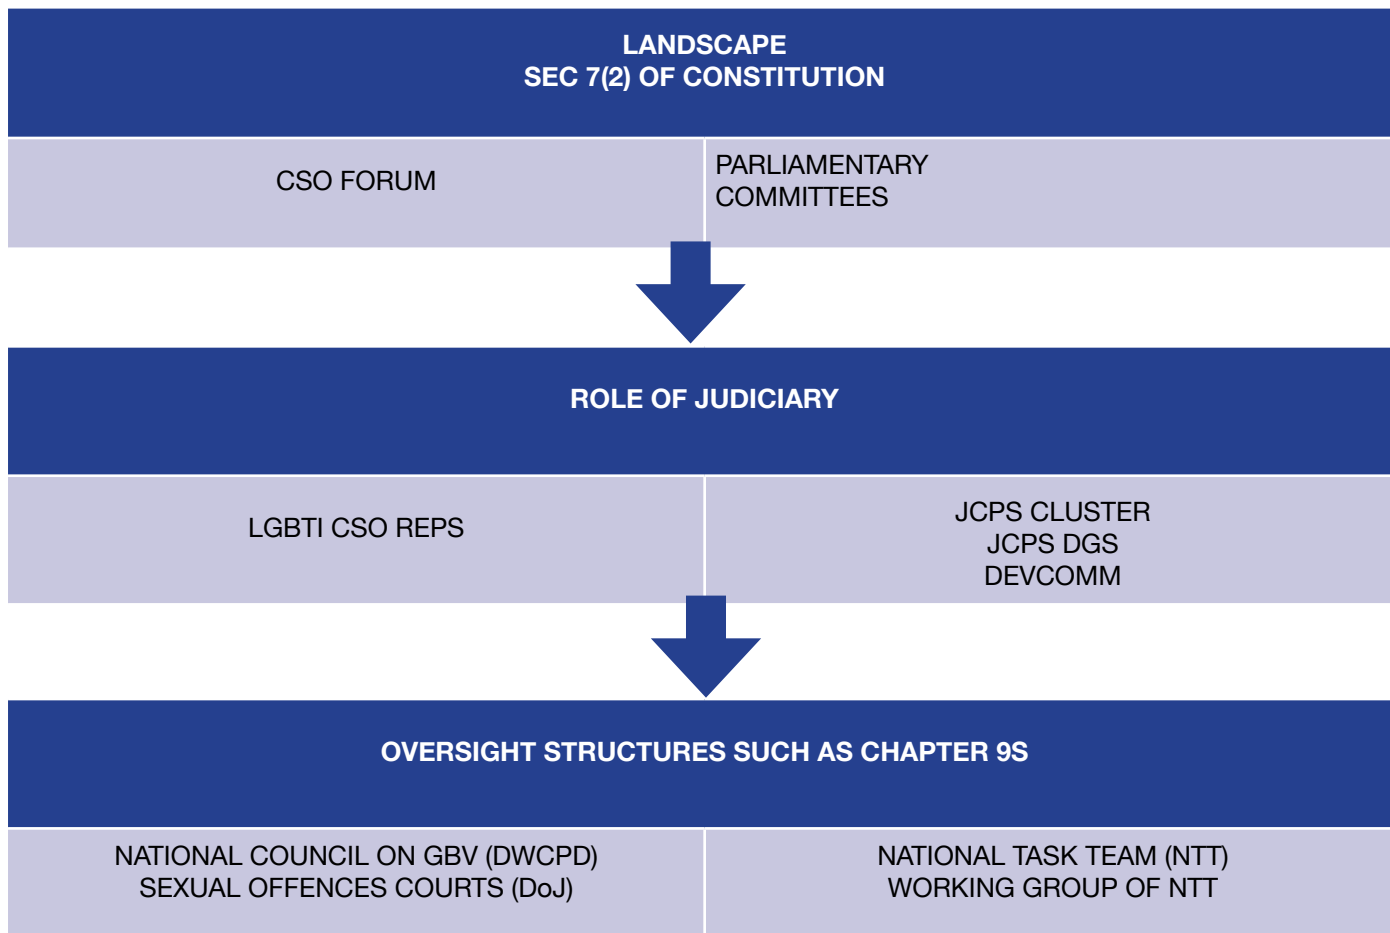 LANDSCAPE
SEC 7(2) OF CONSTITUTION
CSO FORUM
PARLIAMENTARY
COMMITTEES
ROLE OF JUDICIARY
LGBTI CSO REPS
JCPS CLUSTER
JCPS DGS
DEVCOMM
OVERSIGHT STRUCTURES SUCH AS CHAPTER 9S
NATIONAL COUNCIL ON GBV (DWCPD)
SEXUAL OFFENCES COURTS (DoJ)
NATIONAL TASK TEAM (NTT)
WORKING GROUP OF NTT